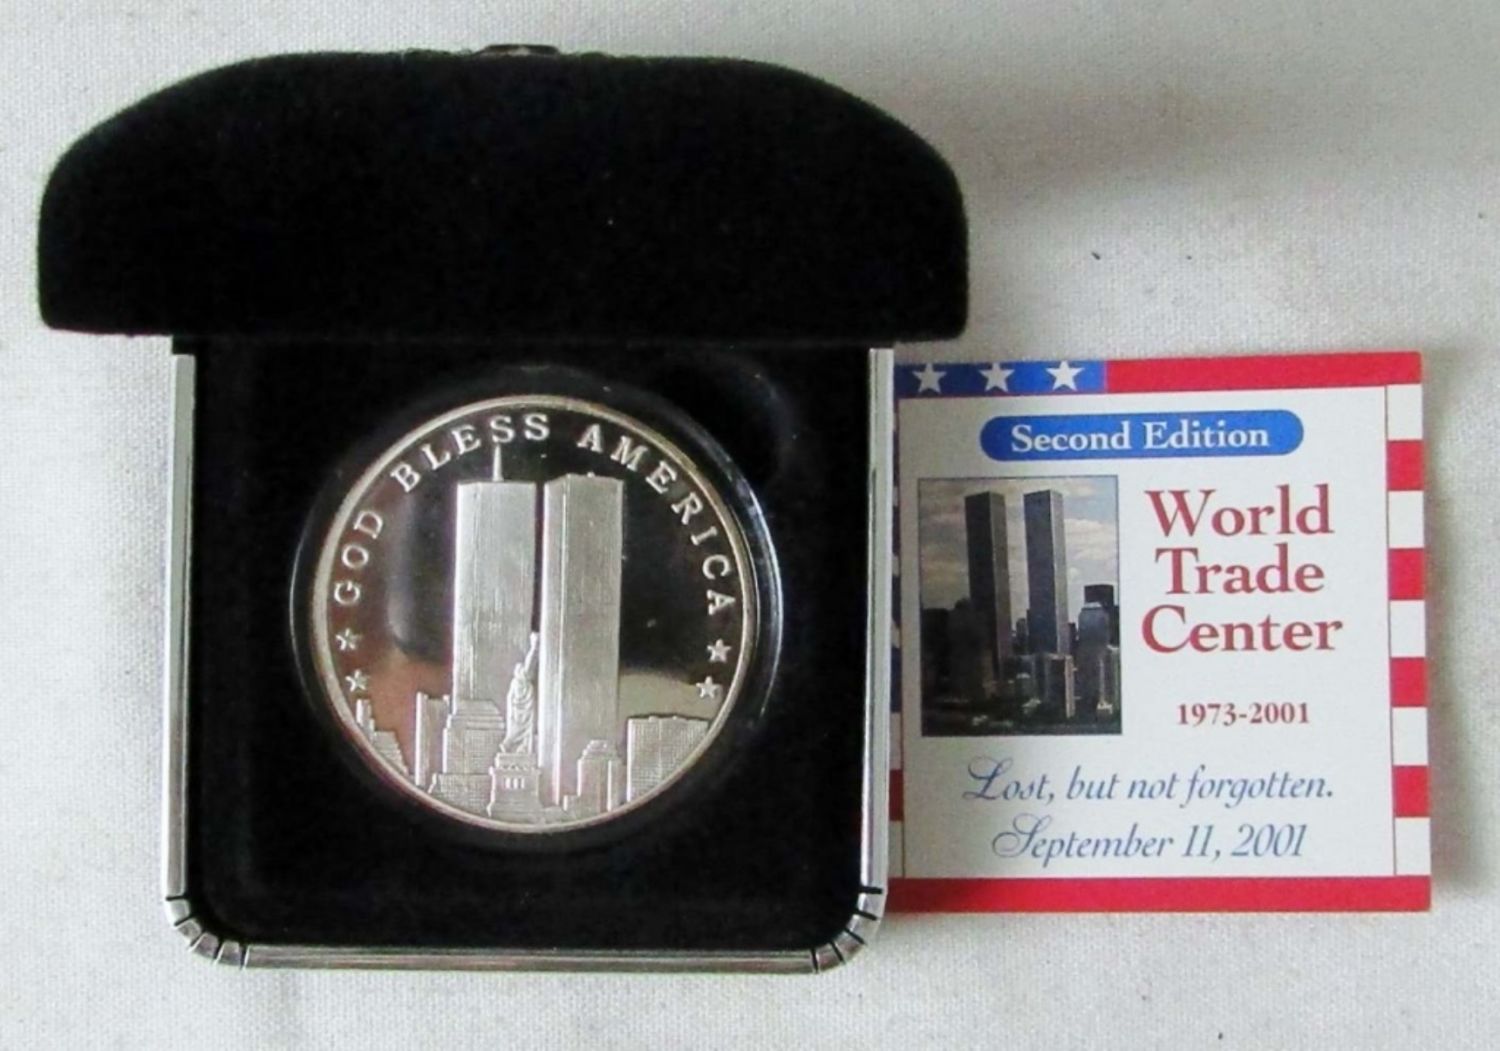 GOD BLESS AMERICA
Second Edition
World
Trade
Center
1973-2001
Lost, but not forgotten.
September 11, 2001